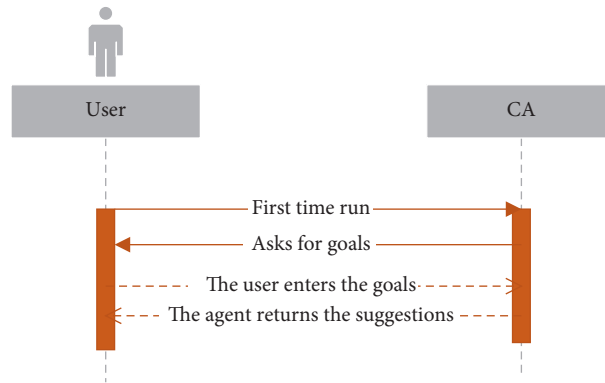 User
CA
First time run
Asks for goals
The user enters the goals
The agent returns the suggestions